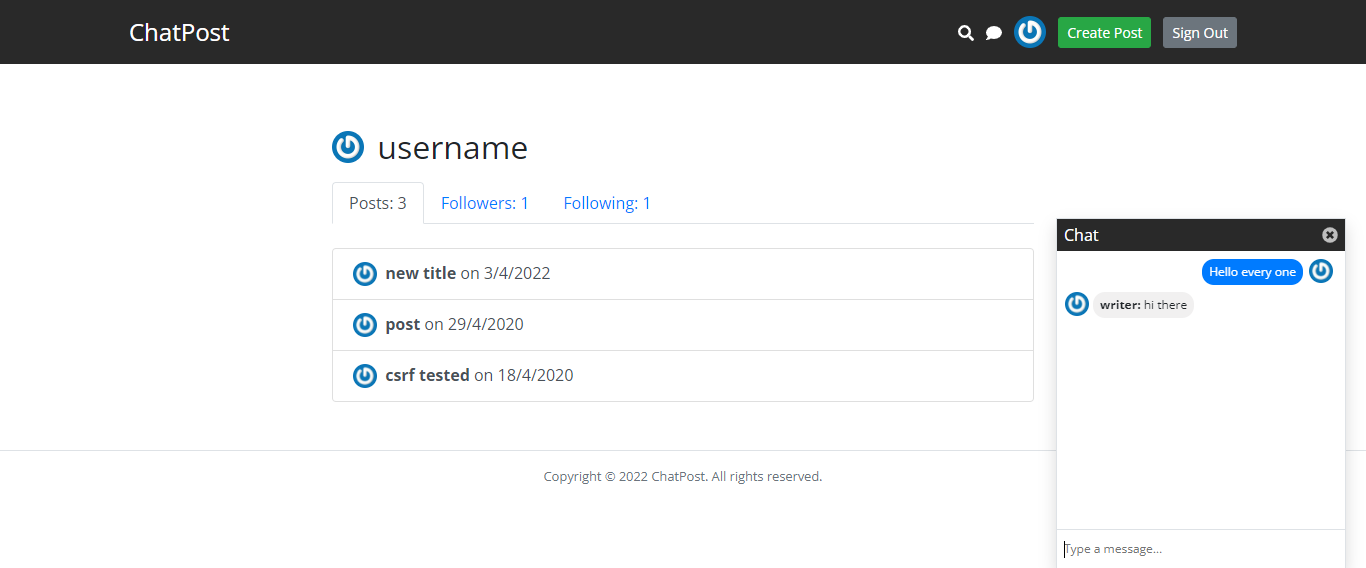 ChatPost
Create Post
Sign Out
username
Posts: 3
Followers: 1
Following: 1
new title on 3/4/2022
post on 29/4/2020
csrf tested on 18/4/2020
Copyright © 2022 ChatPost. All rights reserved.
Chat
Hello every one
writer: hi there
Type a message...